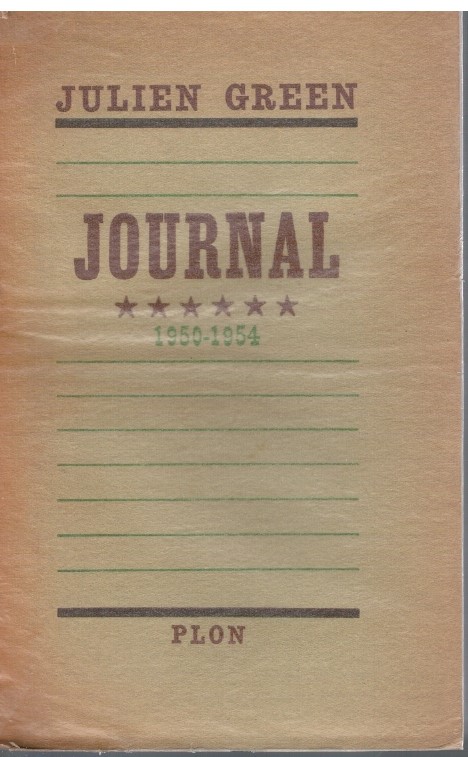 JULIEN GREEN
JOURNAL
★★★★★★
1950-1954
PLON